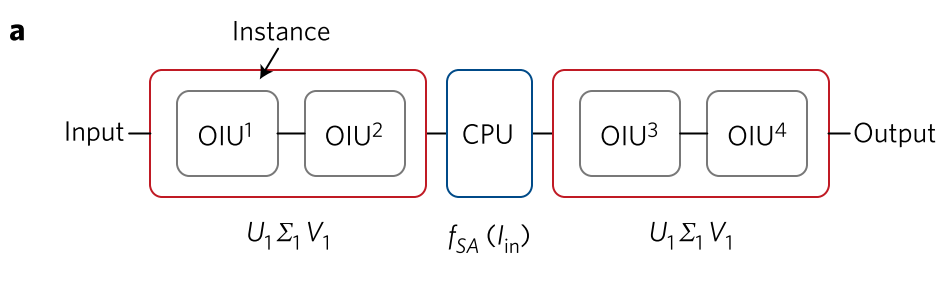 a
Instance
Input OIU¹ OIU² CPU OIU³ OIU⁴ Output
U₁ Σ₁ V₁ f_SA (I_in) U₁ Σ₁ V₁